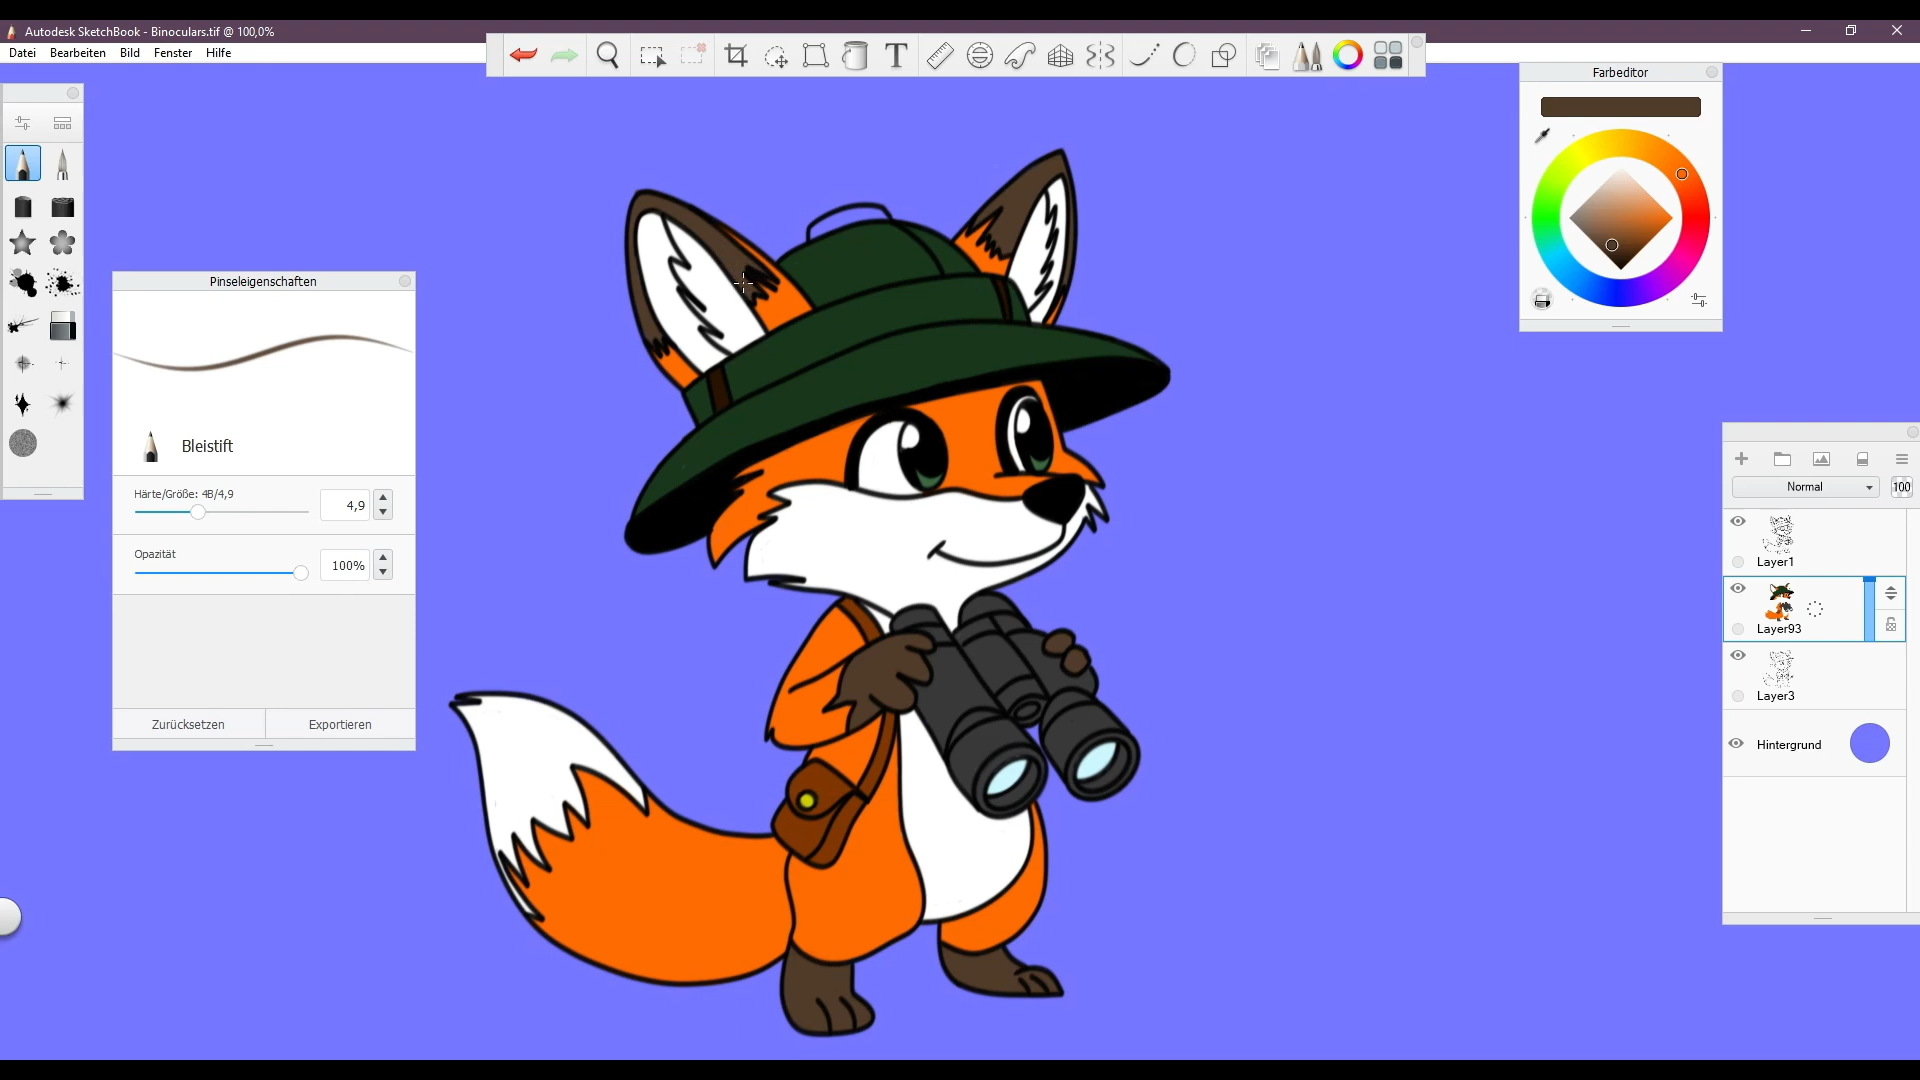 Autodesk SketchBook - Binoculars.tif @ 100,0%
Datei Bearbeiten Bild Fenster Hilfe
T
Farbeditor
Pinseleigenschaften
Bleistift
Härte/Größe: 4B/4,9
4,9
Opazität
100%
Zurücksetzen Exportieren
Normal 100
Layer1
Layer93
Layer3
Hintergrund